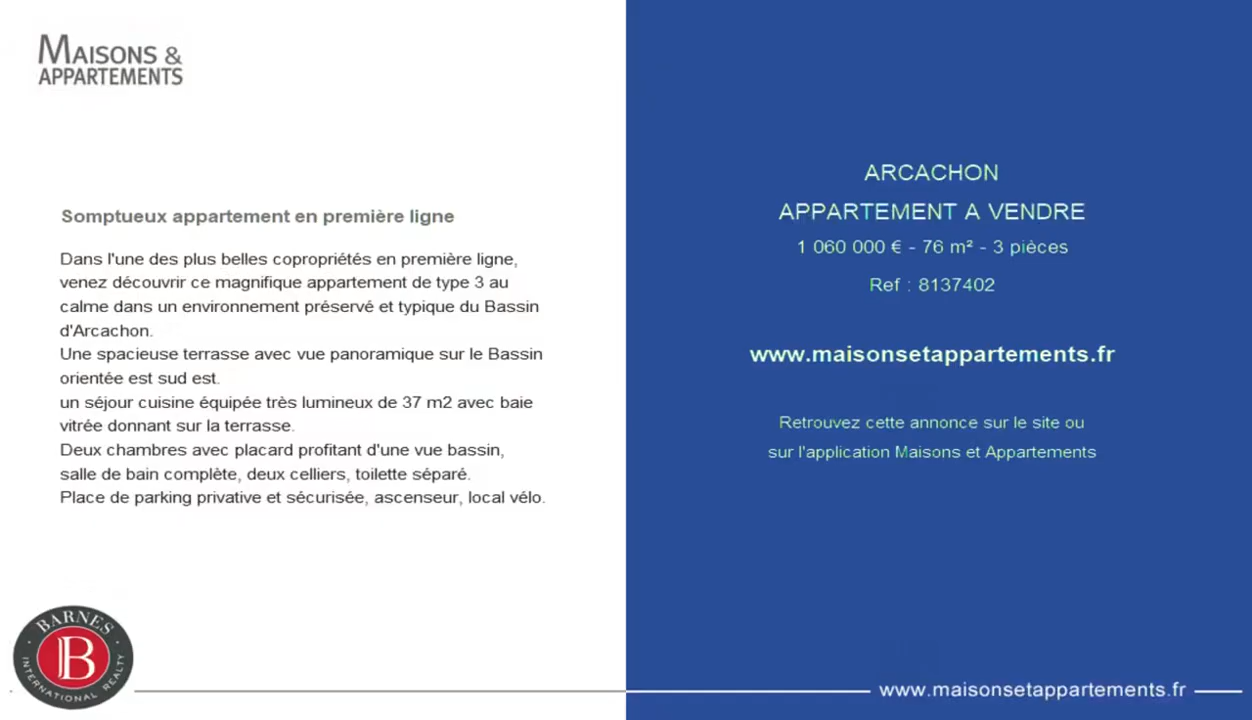 MAISONS &
APPARTEMENTS
Somptueux appartement en première ligne
Dans l'une des plus belles copropriétés en première ligne,
venez découvrir ce magnifique appartement de type 3 au
calme dans un environnement préservé et typique du Bassin
d'Arcachon.
Une spacieuse terrasse avec vue panoramique sur le Bassin
orientée est sud est.
un séjour cuisine équipée très lumineux de 37 m2 avec baie
vitrée donnant sur la terrasse.
Deux chambres avec placard profitant d'une vue bassin,
salle de bain complète, deux celliers, toilette séparé.
Place de parking privative et sécurisée, ascenseur, local vélo.
BARNES
B
INTERNATIONAL REALTY
ARCACHON
APPARTEMENT A VENDRE
1 060 000 € - 76 m² - 3 pièces
Ref : 8137402
www.maisonsetappartements.fr
Retrouvez cette annonce sur le site ou
sur l'application Maisons et Appartements
www.maisonsetappartements.fr